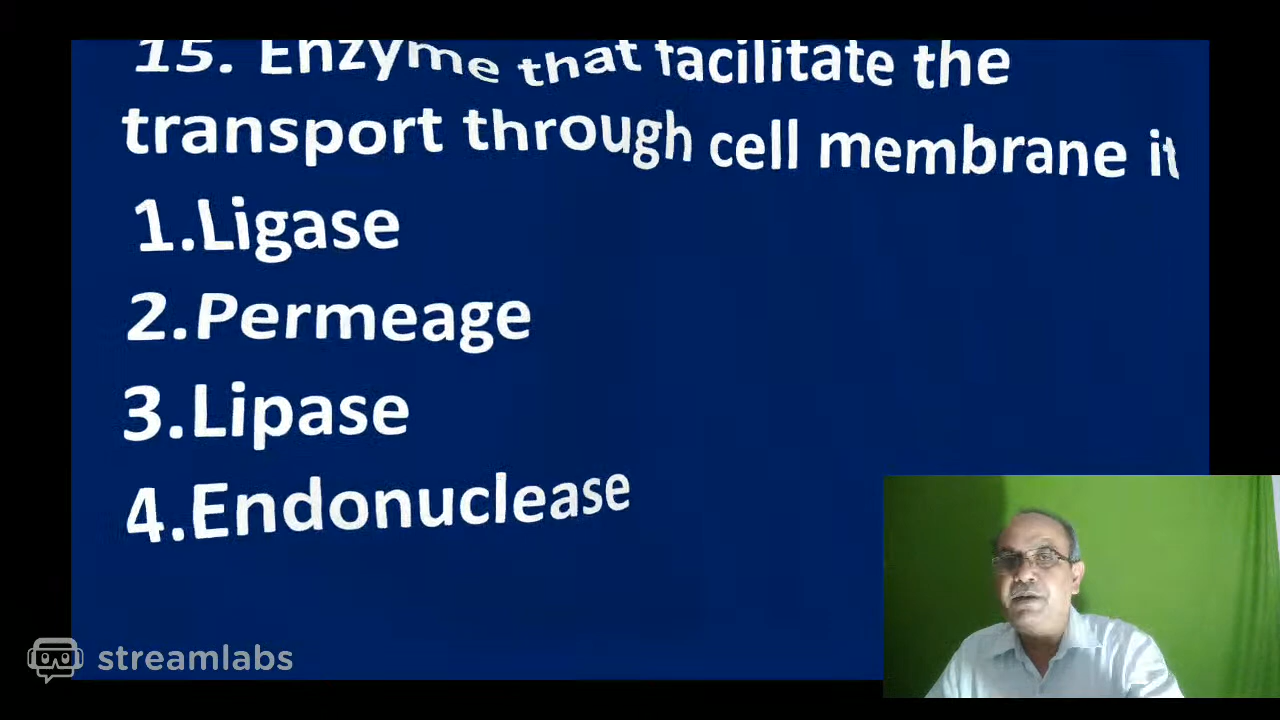 15. Enzyme that facilitate the
transport through cell membrane it
1.Ligase
2.Permeage
3.Lipase
4.Endonuclease
streamlabs